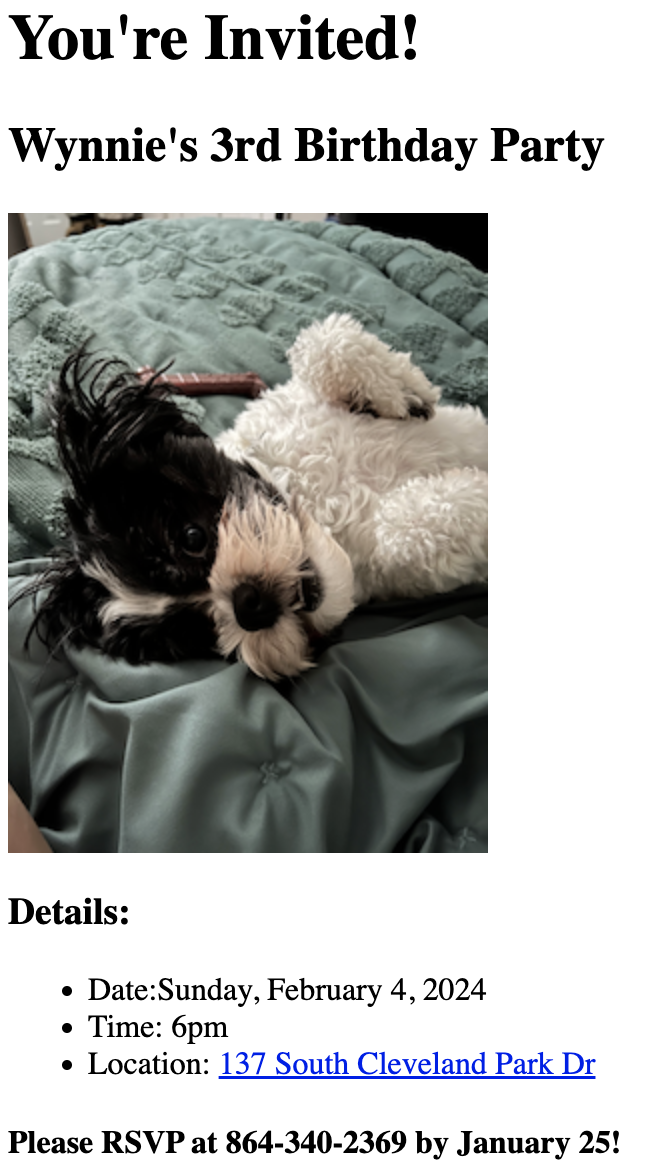 You're Invited!
Wynnie's 3rd Birthday Party
Details:
• Date:Sunday, February 4, 2024
• Time: 6pm
• Location: 137 South Cleveland Park Dr
Please RSVP at 864-340-2369 by January 25!